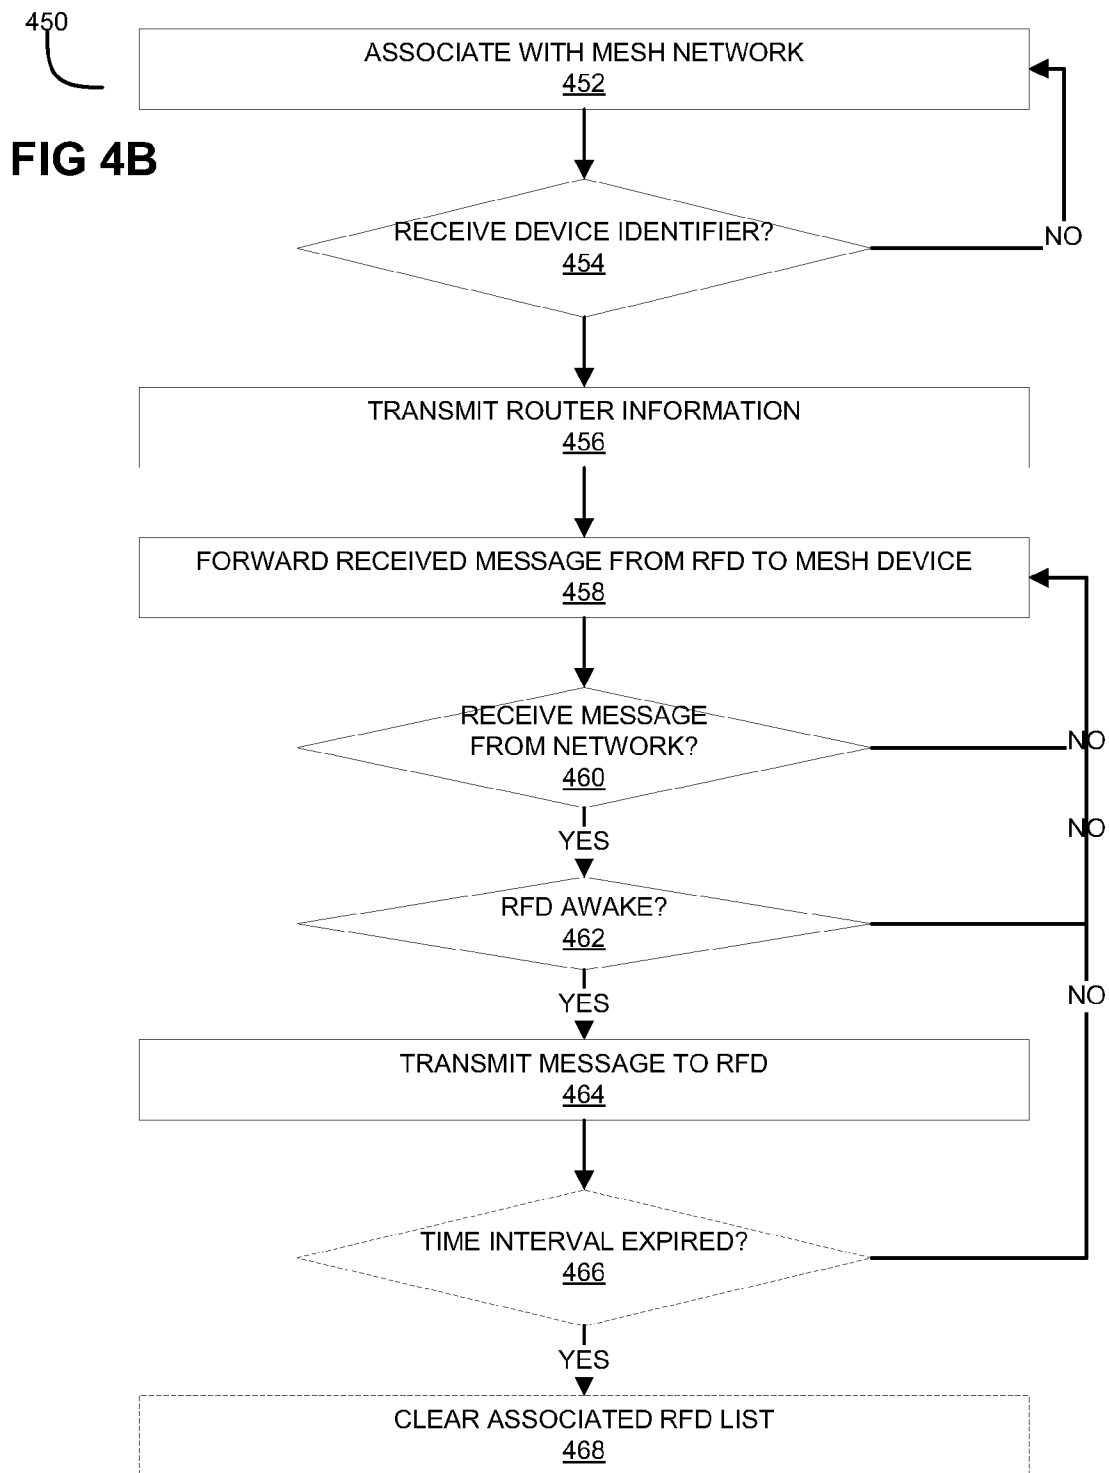 450
ASSOCIATE WITH MESH NETWORK
452
FIG 4B
RECEIVE DEVICE IDENTIFIER?
454
NO
TRANSMIT ROUTER INFORMATION
456
FORWARD RECEIVED MESSAGE FROM RFD TO MESH DEVICE
458
RECEIVE MESSAGE
FROM NETWORK?
460
NO
YES
NO
RFD AWAKE?
462
YES
NO
TRANSMIT MESSAGE TO RFD
464
TIME INTERVAL EXPIRED?
466
YES
CLEAR ASSOCIATED RFD LIST
468